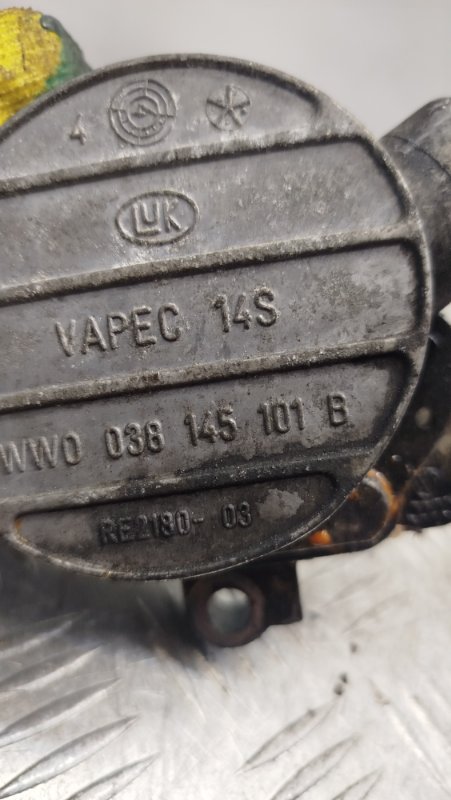 4
LUK
VAPEC 14S
WWO 038 145 101 B
RE2180- 03